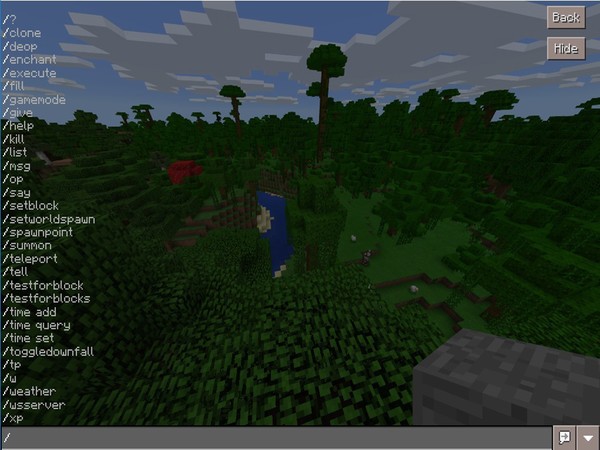 Back
Hide
/?
/clone
/deop
/enchant
/execute
/fill
/gamemode
/give
/help
/kill
/list
/msg
/op
/say
/setblock
/setworldspawn
/spawnpoint
/summon
/teleport
/tell
/testforblock
/testforblocks
/time add
/time query
/time set
/toggledownfall
/tp
/w
/weather
/wsserver
/xp
/